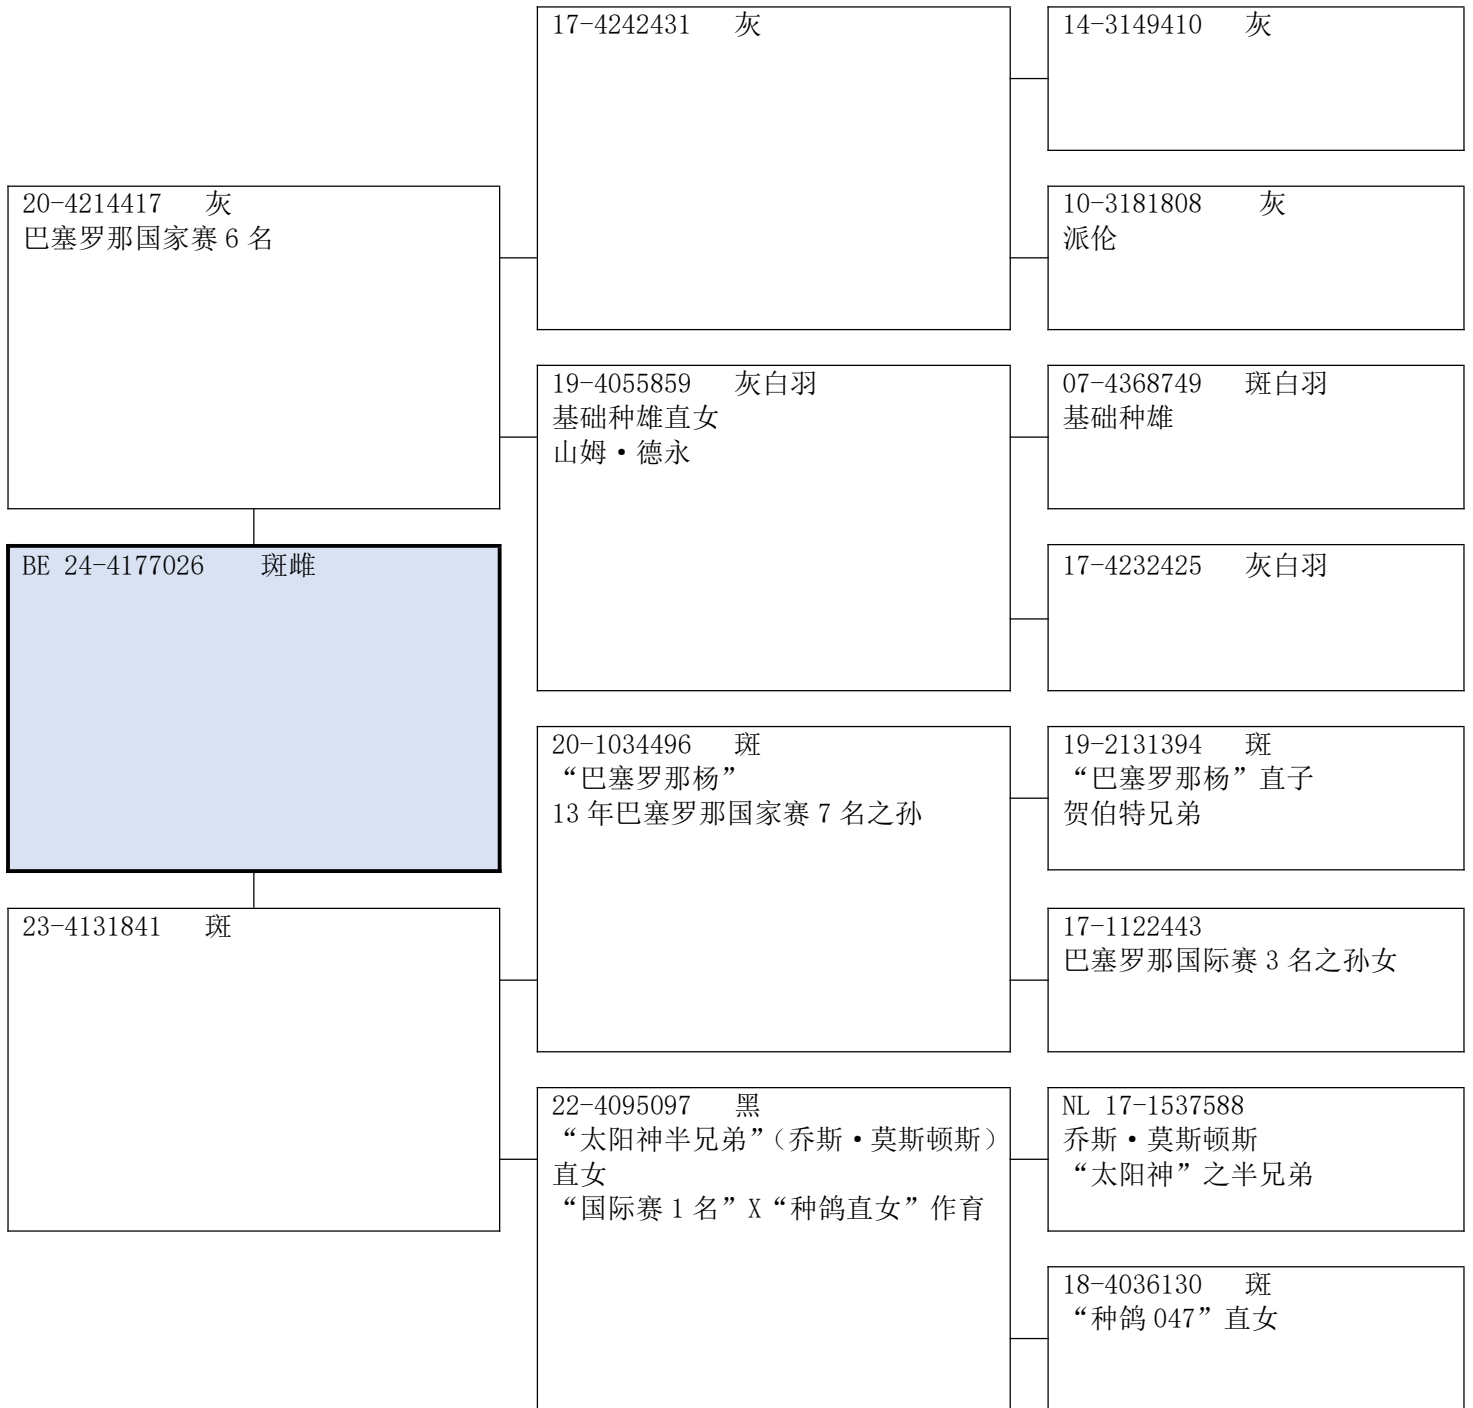 20-4214417 灰
巴塞罗那国家赛 6 名
BE 24-4177026 斑雌
23-4131841 斑
17-4242431 灰
19-4055859 灰白羽
基础种雄直女
山姆•德永
20-1034496 斑
“巴塞罗那杨”
13 年巴塞罗那国家赛 7 名之孙
22-4095097 黑
“太阳神半兄弟”（乔斯•莫斯顿斯）
直女
“国际赛 1 名”X“种鸽直女”作育
14-3149410 灰
10-3181808 灰
派伦
07-4368749 斑白羽
基础种雄
17-4232425 灰白羽
19-2131394 斑
“巴塞罗那杨”直子
贺伯特兄弟
17-1122443
巴塞罗那国际赛 3 名之孙女
NL 17-1537588
乔斯•莫斯顿斯
“太阳神”之半兄弟
18-4036130 斑
“种鸽 047”直女